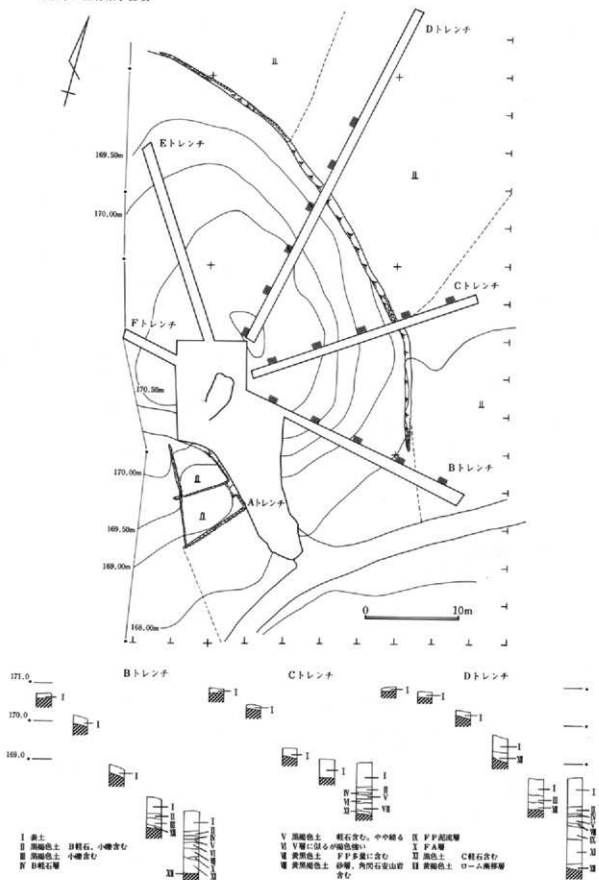 Dトレンチ
II
Eトレンチ
169.50m
170.00m
II
Cトレンチ
Fトレンチ
170.50m
II
Bトレンチ
170.00m
II
Aトレンチ
II
169.50m
169.00m
168.00m
0 10m
Bトレンチ Cトレンチ Dトレンチ
171.0
170.0
169.0
I
I
I
I
I
I
I
I
I
I
I 表土
II 黒褐色土 B軽石、小礫含む
III 黒褐色土 小礫含む
IV B軽石層
V 黒褐色土 軽石含む。やや締る
VI V層に似るが褐色強い
VII 黄黒色土 FP多量に含む
VIII 黄黒褐色土 砂層、角閃石安山岩含む
IX FP泥流層
X FA層
XI 黒色土 C軽石含む
XII 黄褐色土 ローム漸移層